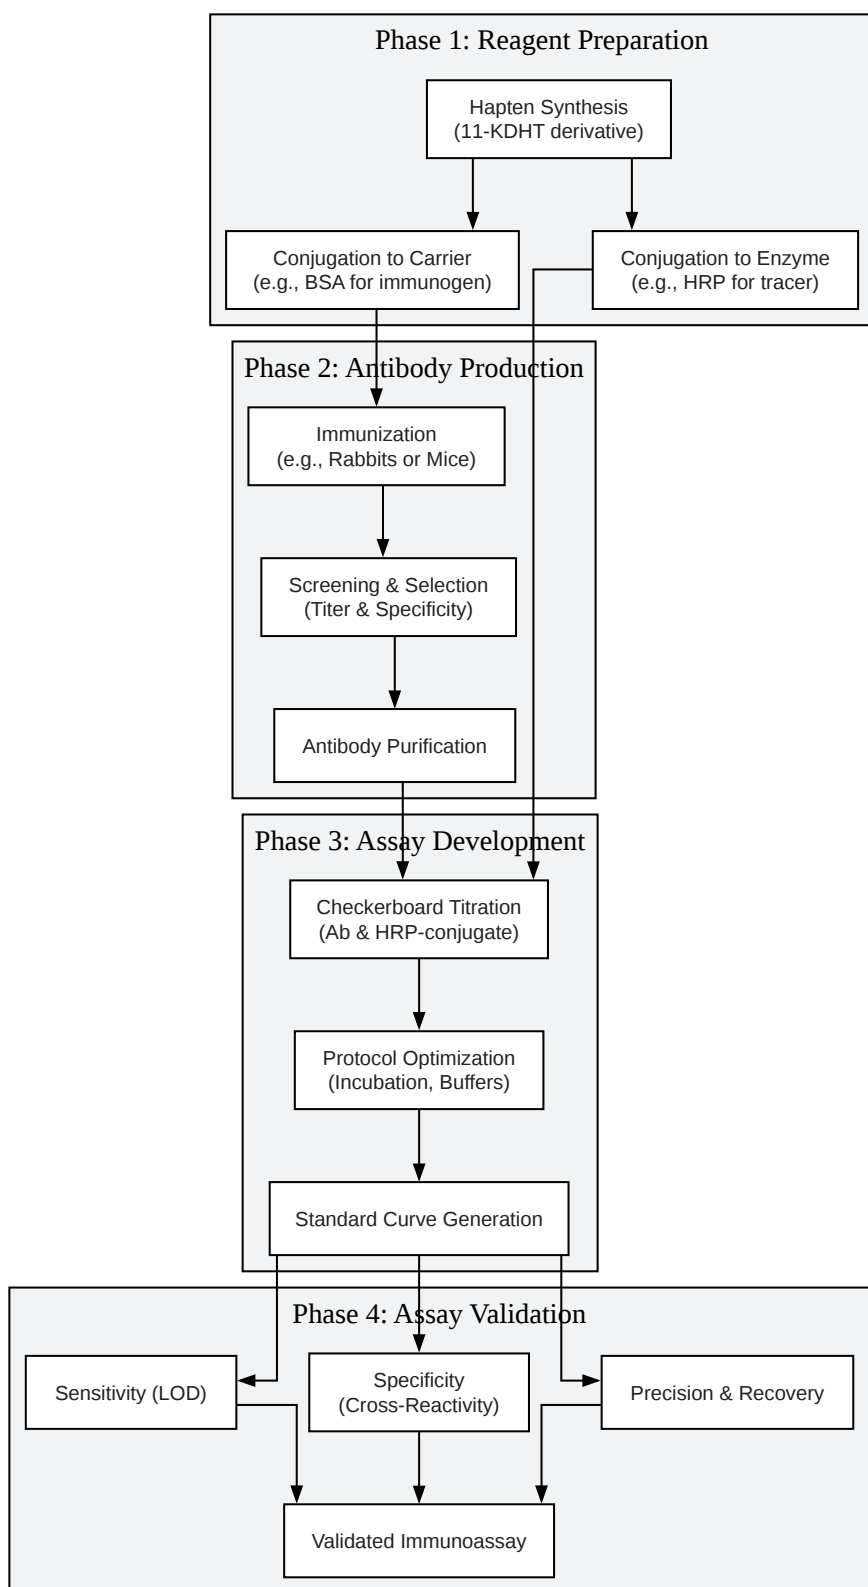 Phase 1: Reagent Preparation
Hapten Synthesis
(11-KDHT derivative)
Conjugation to Carrier
(e.g., BSA for immunogen)
Conjugation to Enzyme
(e.g., HRP for tracer)
Phase 2: Antibody Production
Immunization
(e.g., Rabbits or Mice)
Screening & Selection
(Titer & Specificity)
Antibody Purification
Phase 3: Assay Development
Checkerboard Titration
(Ab & HRP-conjugate)
Protocol Optimization
(Incubation, Buffers)
Standard Curve Generation
Phase 4: Assay Validation
Sensitivity (LOD)
Specificity
(Cross-Reactivity)
Precision & Recovery
Validated Immunoassay